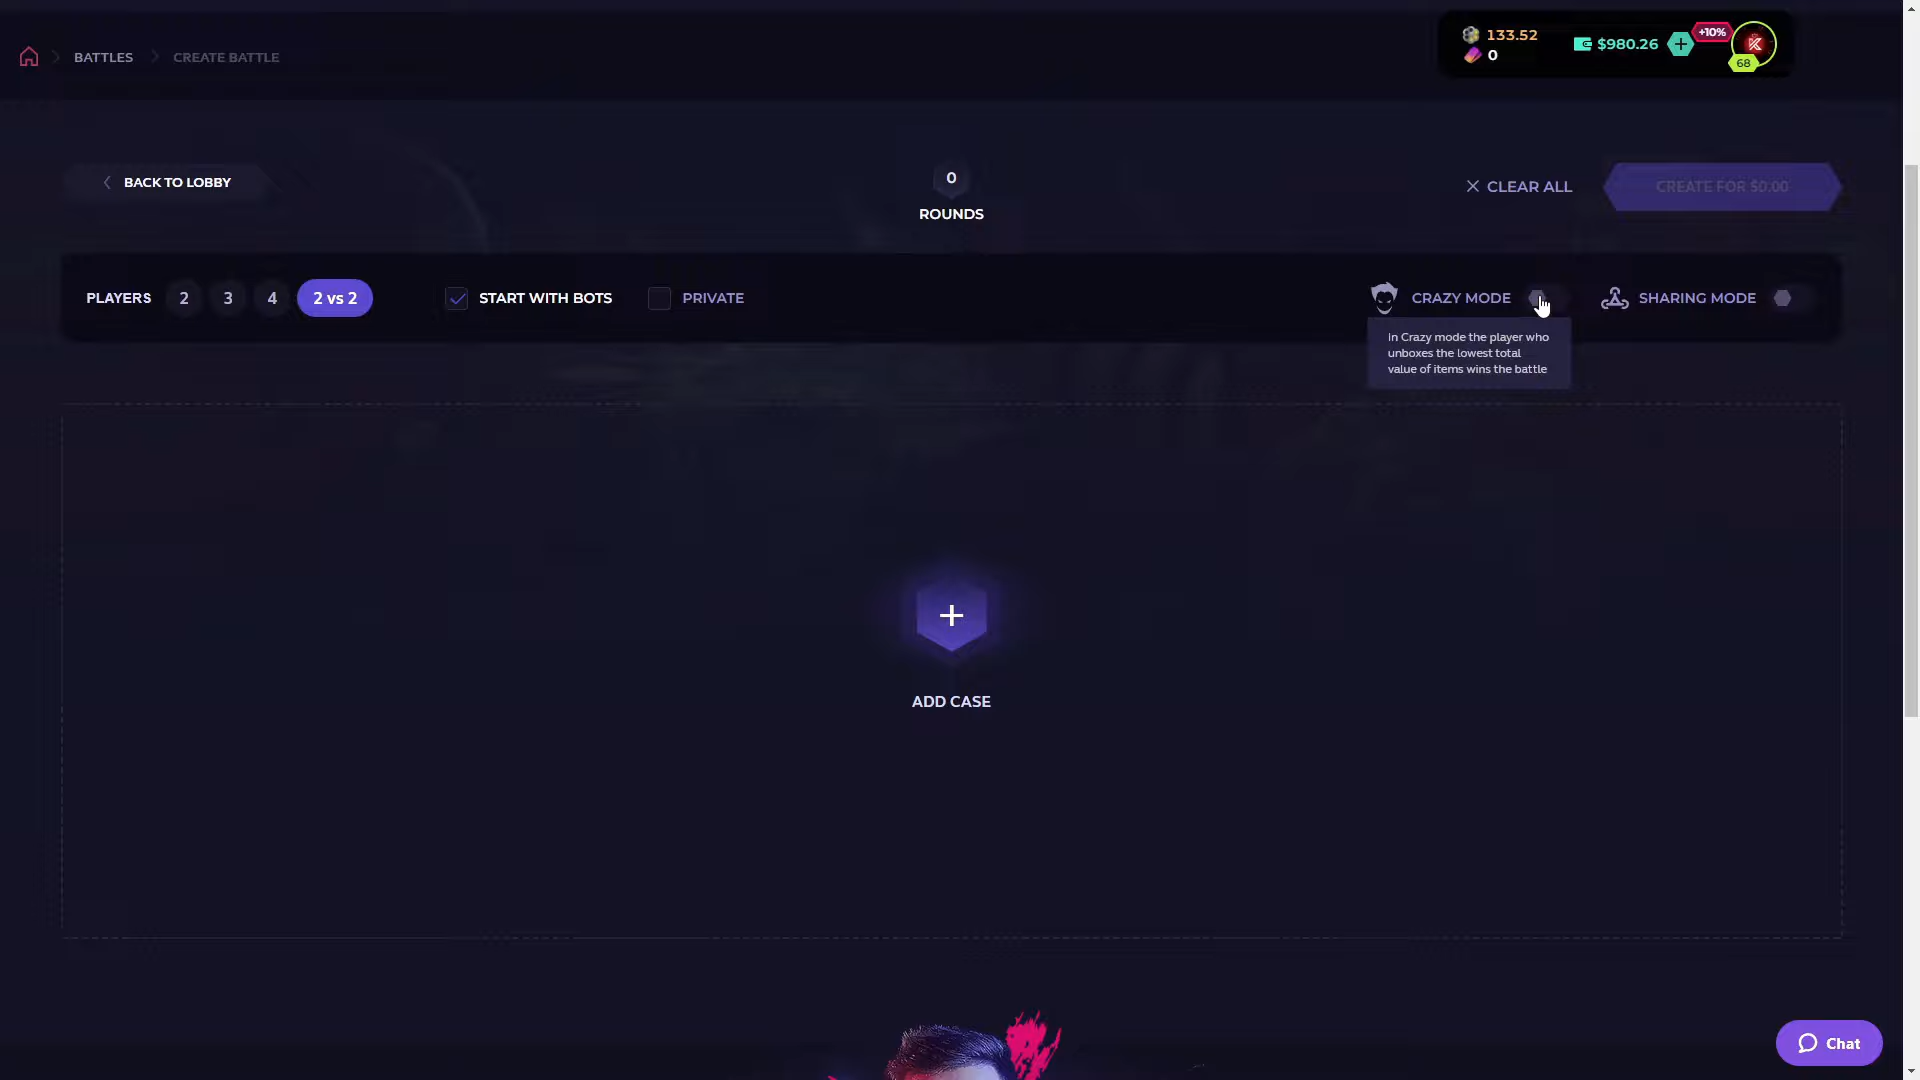 BATTLES
CREATE BATTLE
133.52
0
$980.26
+10%
68
BACK TO LOBBY
0
ROUNDS
CLEAR ALL
CREATE FOR $0.00
PLAYERS
2
3
4
2 vs 2
START WITH BOTS
PRIVATE
CRAZY MODE
SHARING MODE
In Crazy mode the player who
unboxes the lowest total
value of items wins the battle
ADD CASE
Chat